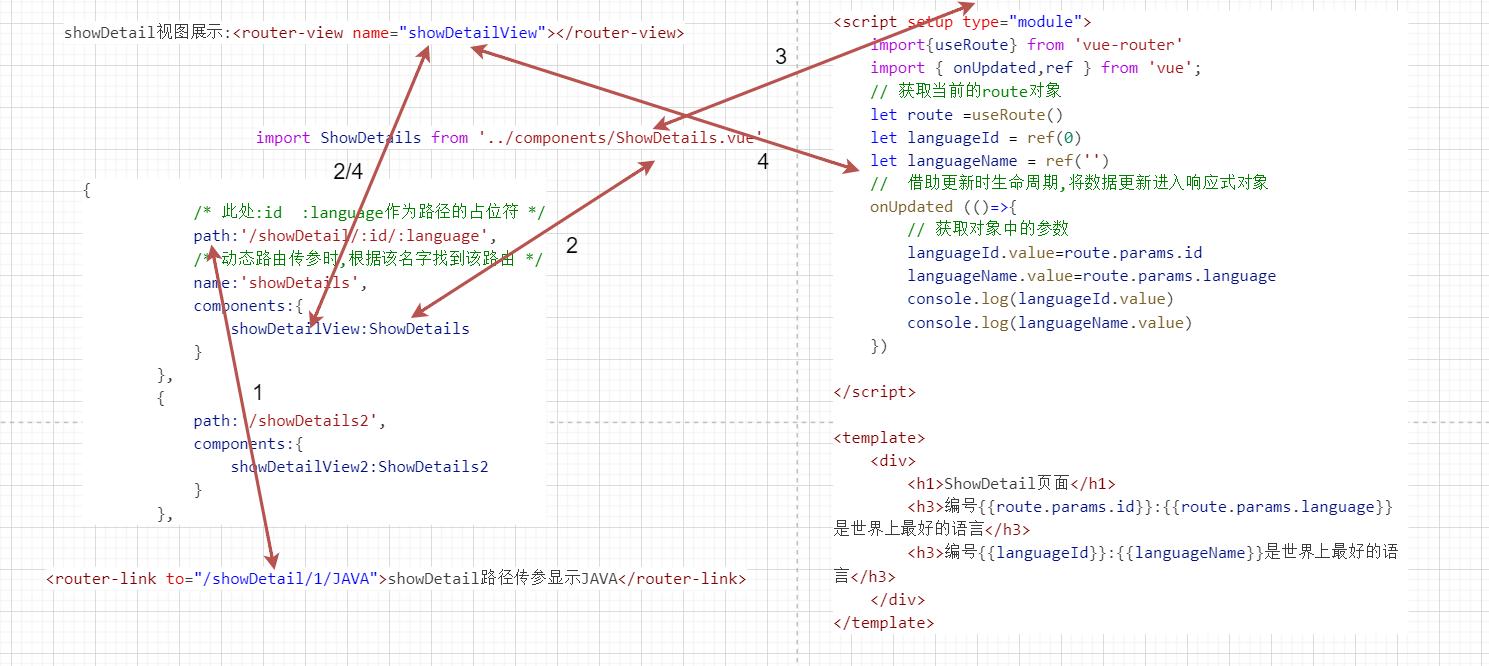 showDetail视图展示:<router-view name="showDetailView"></router-view>
import ShowDetails from '../components/ShowDetails.vue'
2/4
{
/* 此处:id  :language作为路径的占位符 */
path:'/showDetail/:id/:language',
/* 动态路由传参时,根据该名字找到该路由 */
name:'showDetails',
components:{
showDetailView:ShowDetails
}
},
{
path:'/showDetails2',
components:{
showDetailView2:ShowDetails2
}
},
1
2
3
4
<router-link to="/showDetail/1/JAVA">showDetail路径传参显示JAVA</router-link>
<script setup type="module">
import{useRoute} from 'vue-router'
import { onUpdated,ref } from 'vue';
// 获取当前的route对象
let route =useRoute()
let languageId = ref(0)
let languageName = ref('')
//  借助更新时生命周期,将数据更新进入响应式对象
onUpdated (()=>{
// 获取对象中的参数
languageId.value=route.params.id
languageName.value=route.params.language
console.log(languageId.value)
console.log(languageName.value)
})
</script>
<template>
<div>
<h1>ShowDetail页面</h1>
<h3>编号{{route.params.id}}:{{route.params.language}}
是世界上最好的语言</h3>
<h3>编号{{languageId}}:{{languageName}}是世界上最好的语
言</h3>
</div>
</template>